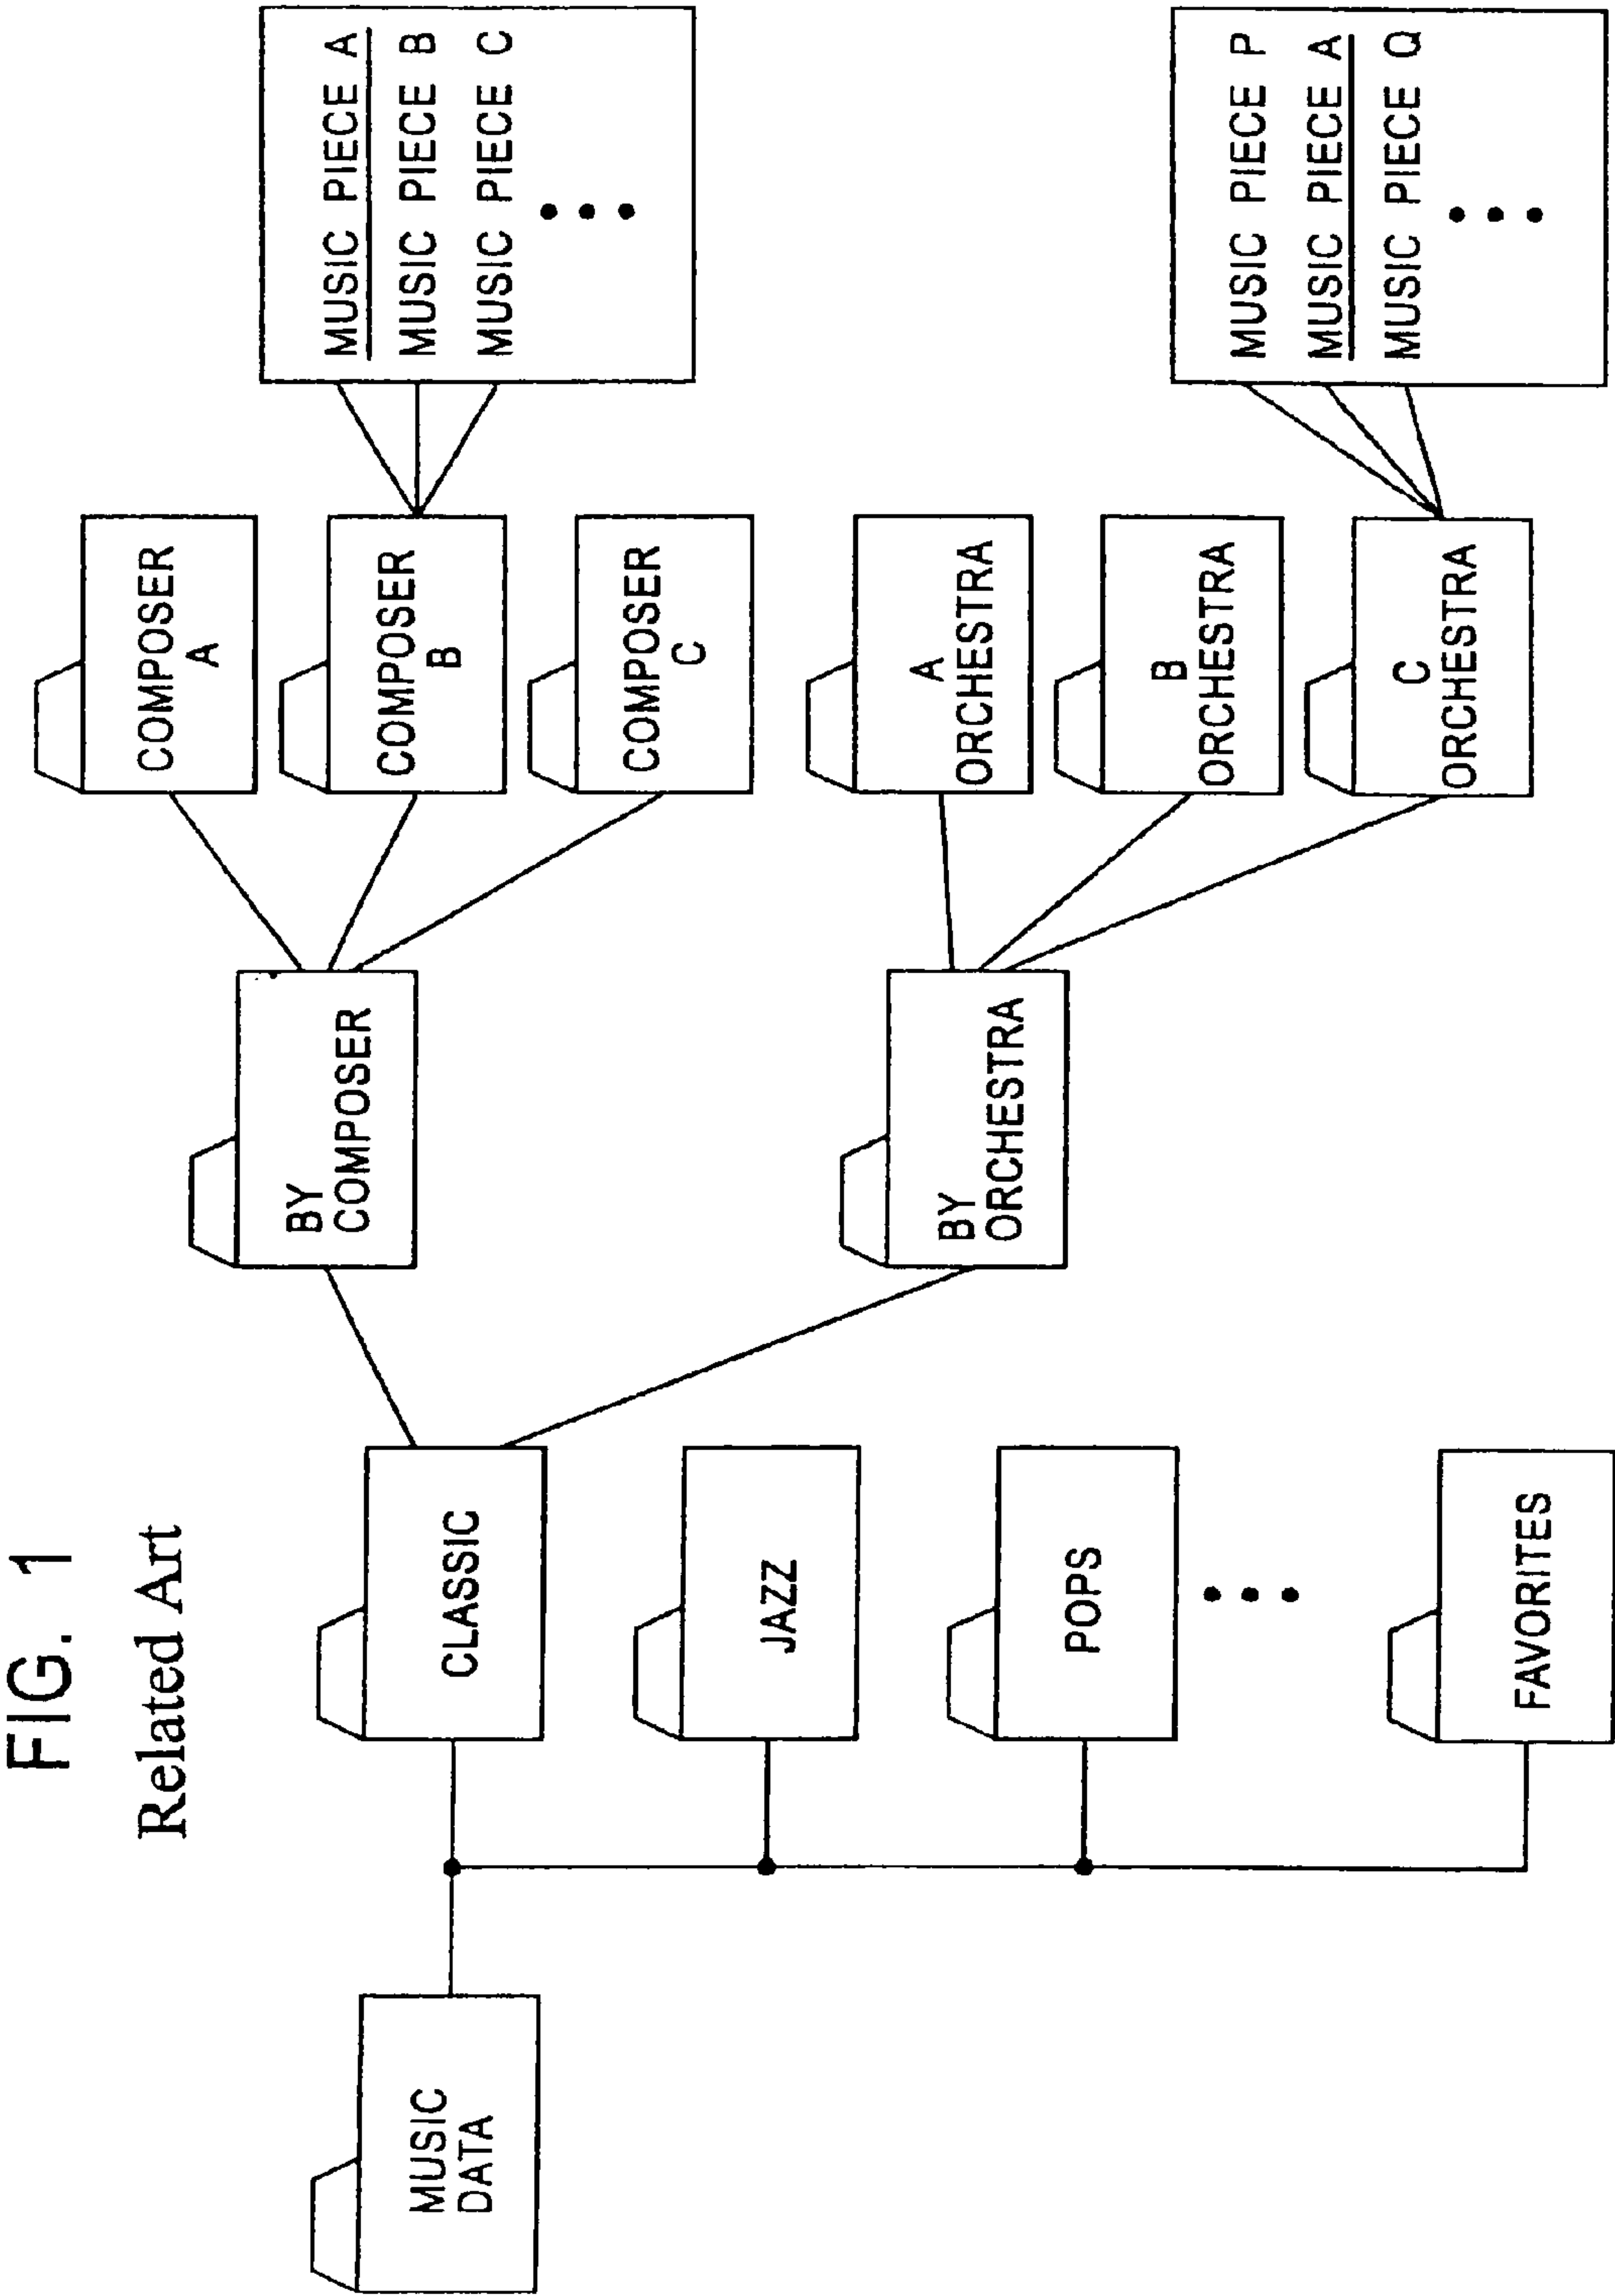 FIG. 1
Related Art
MUSIC
DATA
CLASSIC
JAZZ
POPS
FAVORITES
BY
COMPOSER
BY
ORCHESTRA
COMPOSER
A
COMPOSER
B
COMPOSER
C
A
ORCHESTRA
B
ORCHESTRA
C
ORCHESTRA
MUSIC PIECE A
MUSIC PIECE B
MUSIC PIECE C
MUSIC PIECE P
MUSIC PIECE A
MUSIC PIECE Q